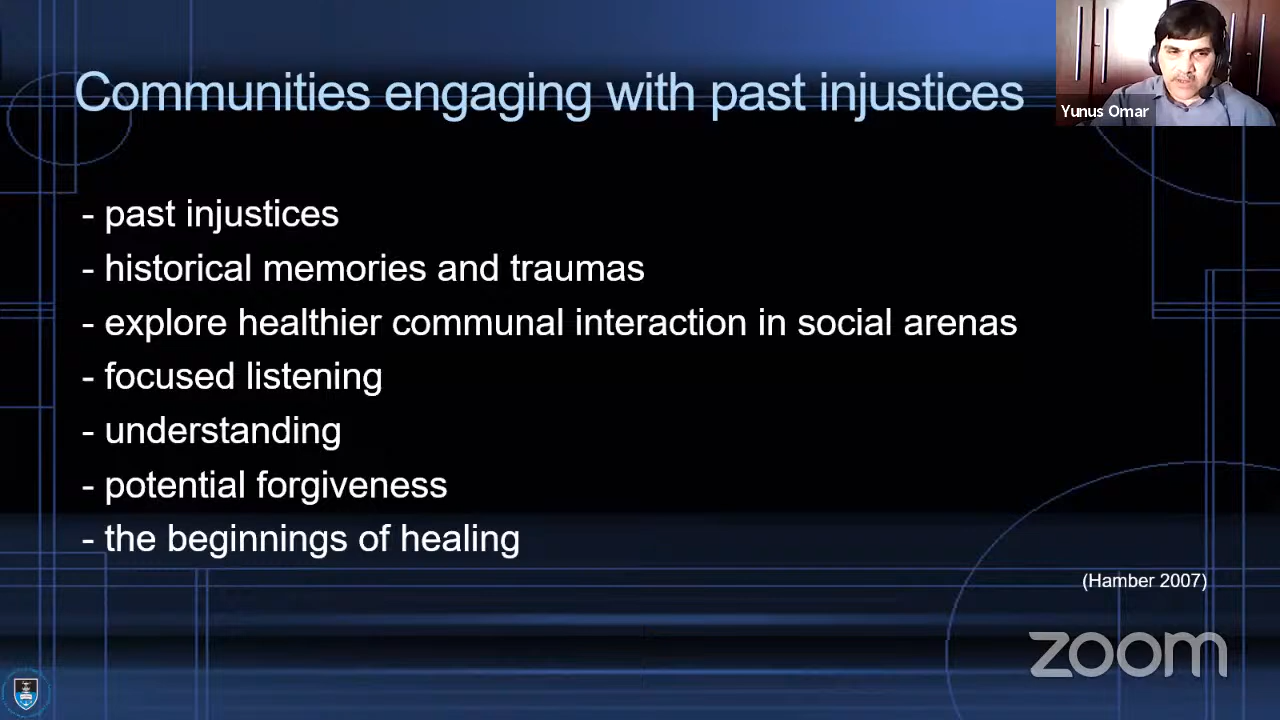 Communities engaging with past injustices
Yunus Omar
- past injustices
- historical memories and traumas
- explore healthier communal interaction in social arenas
- focused listening
- understanding
- potential forgiveness
- the beginnings of healing
(Hamber 2007)
zoom